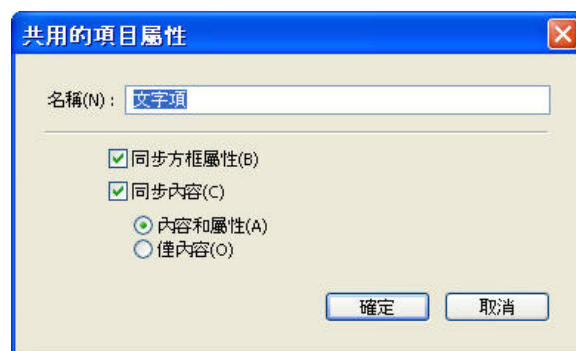 共用的項目屬性
名稱(N)： 文字項
同步方框屬性(B)
同步內容(C)
內容和屬性(A)
僅內容(O)
確定 取消